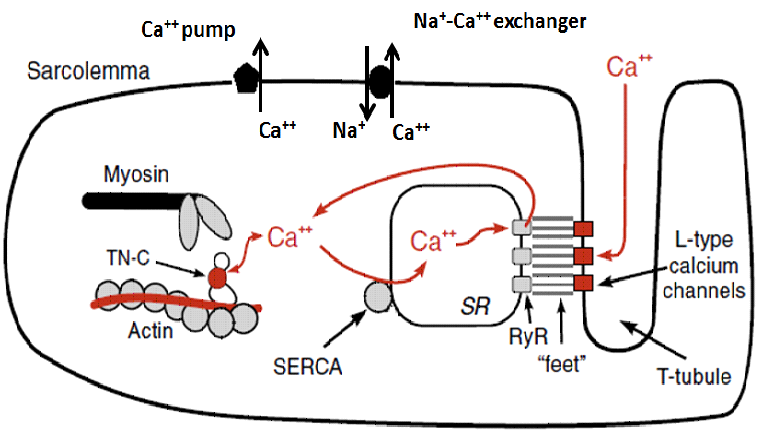 Na⁺-Ca⁺⁺ exchanger
Ca⁺⁺ pump
Sarcolemma
Ca⁺⁺
Ca⁺⁺
Na⁺
Ca⁺⁺
Myosin
TN-C
Ca⁺⁺
Ca⁺⁺
L-type
calcium
channels
Actin
SR
RyR
"feet"
SERCA
T-tubule